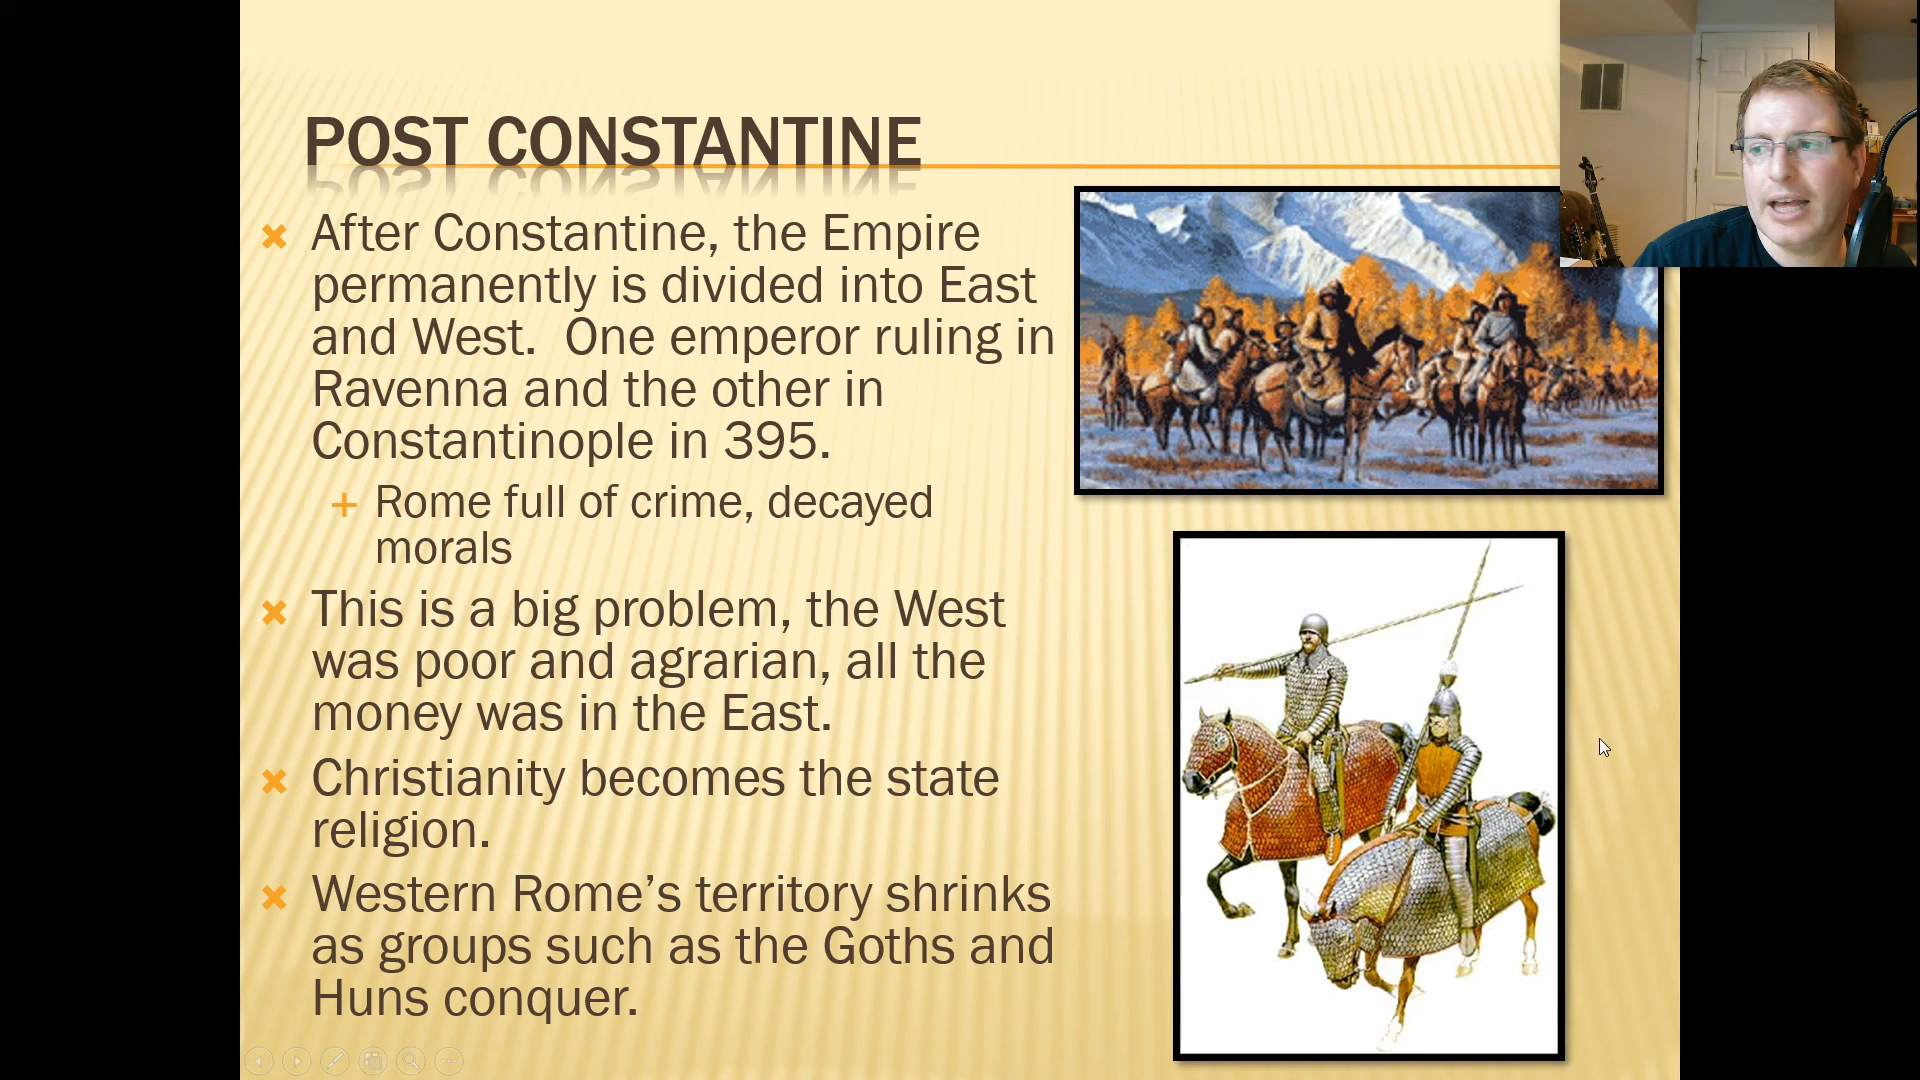 POST CONSTANTINE
After Constantine, the Empire
permanently is divided into East
and West.  One emperor ruling in
Ravenna and the other in
Constantinople in 395.
Rome full of crime, decayed
morals
This is a big problem, the West
was poor and agrarian, all the
money was in the East.
Christianity becomes the state
religion.
Western Rome’s territory shrinks
as groups such as the Goths and
Huns conquer.